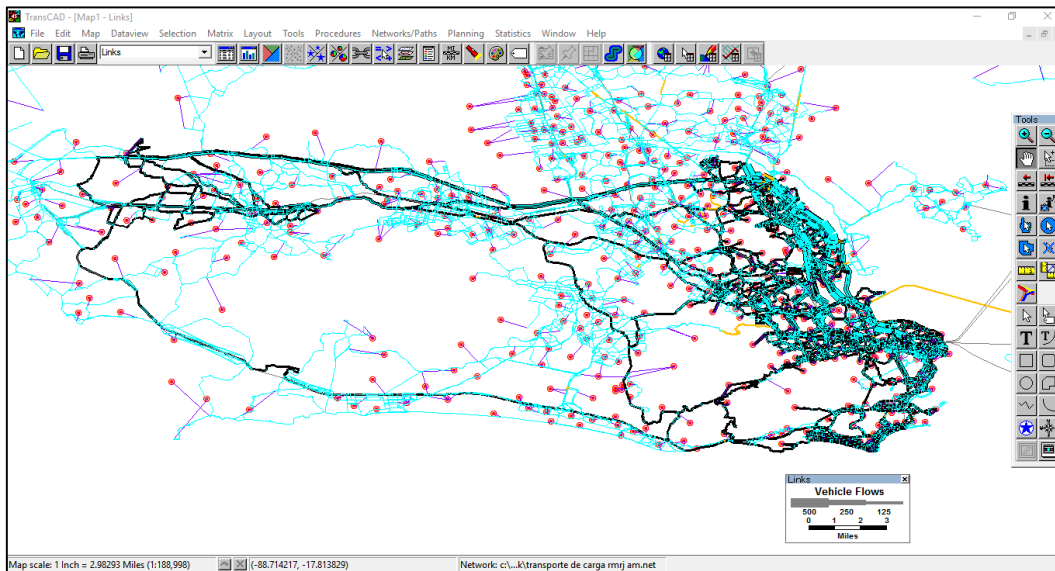 TransCAD - [Map1 - Links]
File Edit Map Dataview Selection Matrix Layout Tools Procedures Networks/Paths Planning Statistics Window Help
Links
MI
KM
Tools
Links
Vehicle Flows
500 250 125
0 1 2 3
Miles
Map scale: 1 Inch = 2.98293 Miles (1:188,998)
(-88.714217, -17.813829)
Network: c:\...k\transporte de carga rmrj am.net